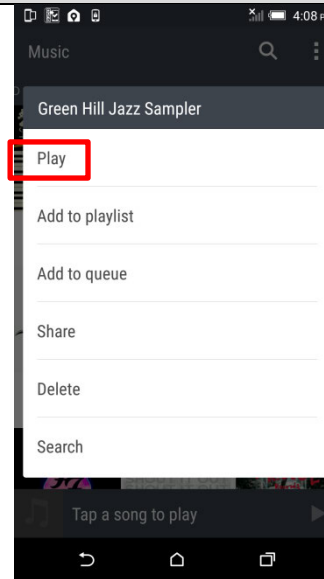 4:08 P
Music
Green Hill Jazz Sampler
Play
Add to playlist
Add to queue
Share
Delete
Search
Tap a song to play